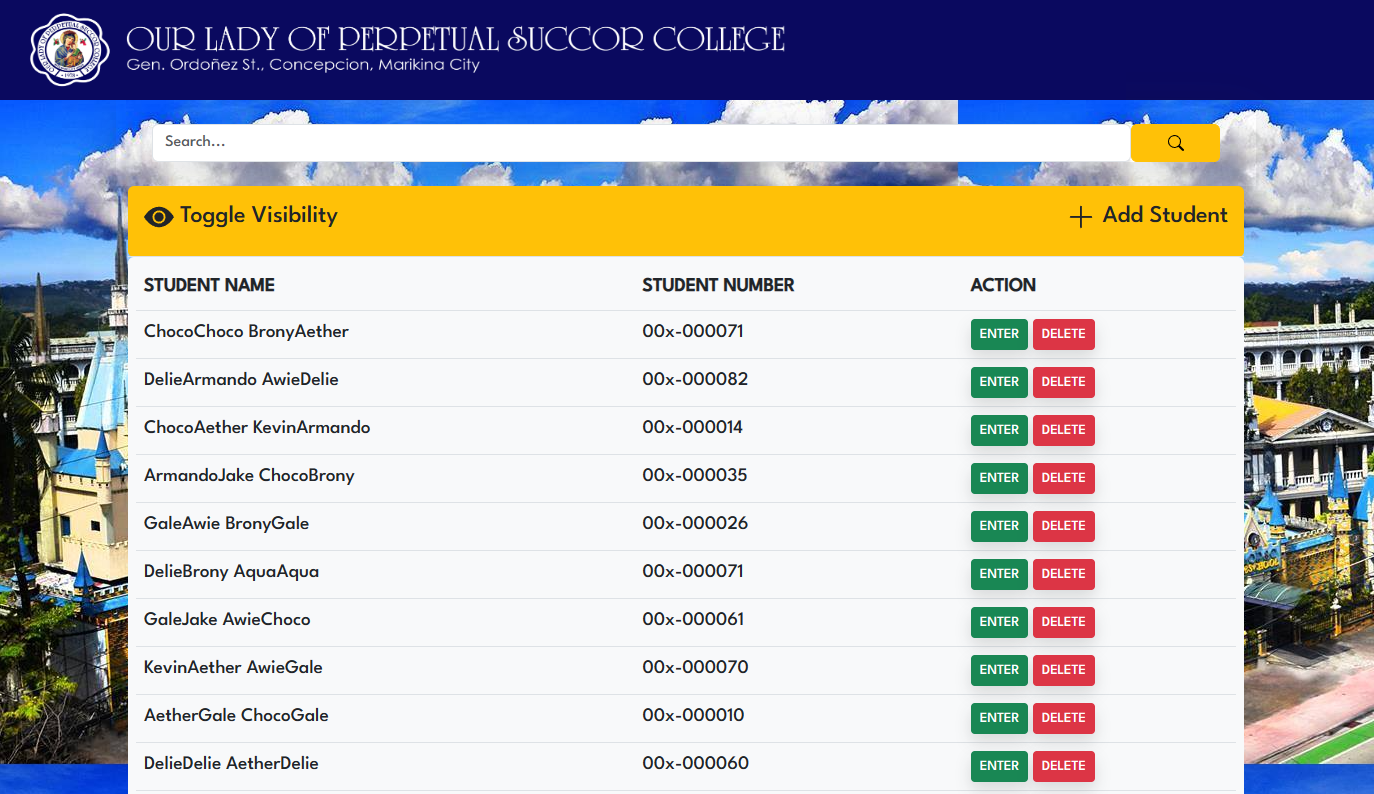 OUR LADY OF PERPETUAL SUCCOR COLLEGE
Gen. Ordoñez St., Concepcion, Marikina City
Search...
Toggle Visibility
Add Student
STUDENT NAME STUDENT NUMBER ACTION
ChocoChoco BronyAether 00x-000071 ENTER DELETE
DelieArmando AwieDelie 00x-000082 ENTER DELETE
ChocoAether KevinArmando 00x-000014 ENTER DELETE
ArmandoJake ChocoBrony 00x-000035 ENTER DELETE
GaleAwie BronyGale 00x-000026 ENTER DELETE
DelieBrony AquaAqua 00x-000071 ENTER DELETE
GaleJake AwieChoco 00x-000061 ENTER DELETE
KevinAether AwieGale 00x-000070 ENTER DELETE
AetherGale ChocoGale 00x-000010 ENTER DELETE
DelieDelie AetherDelie 00x-000060 ENTER DELETE